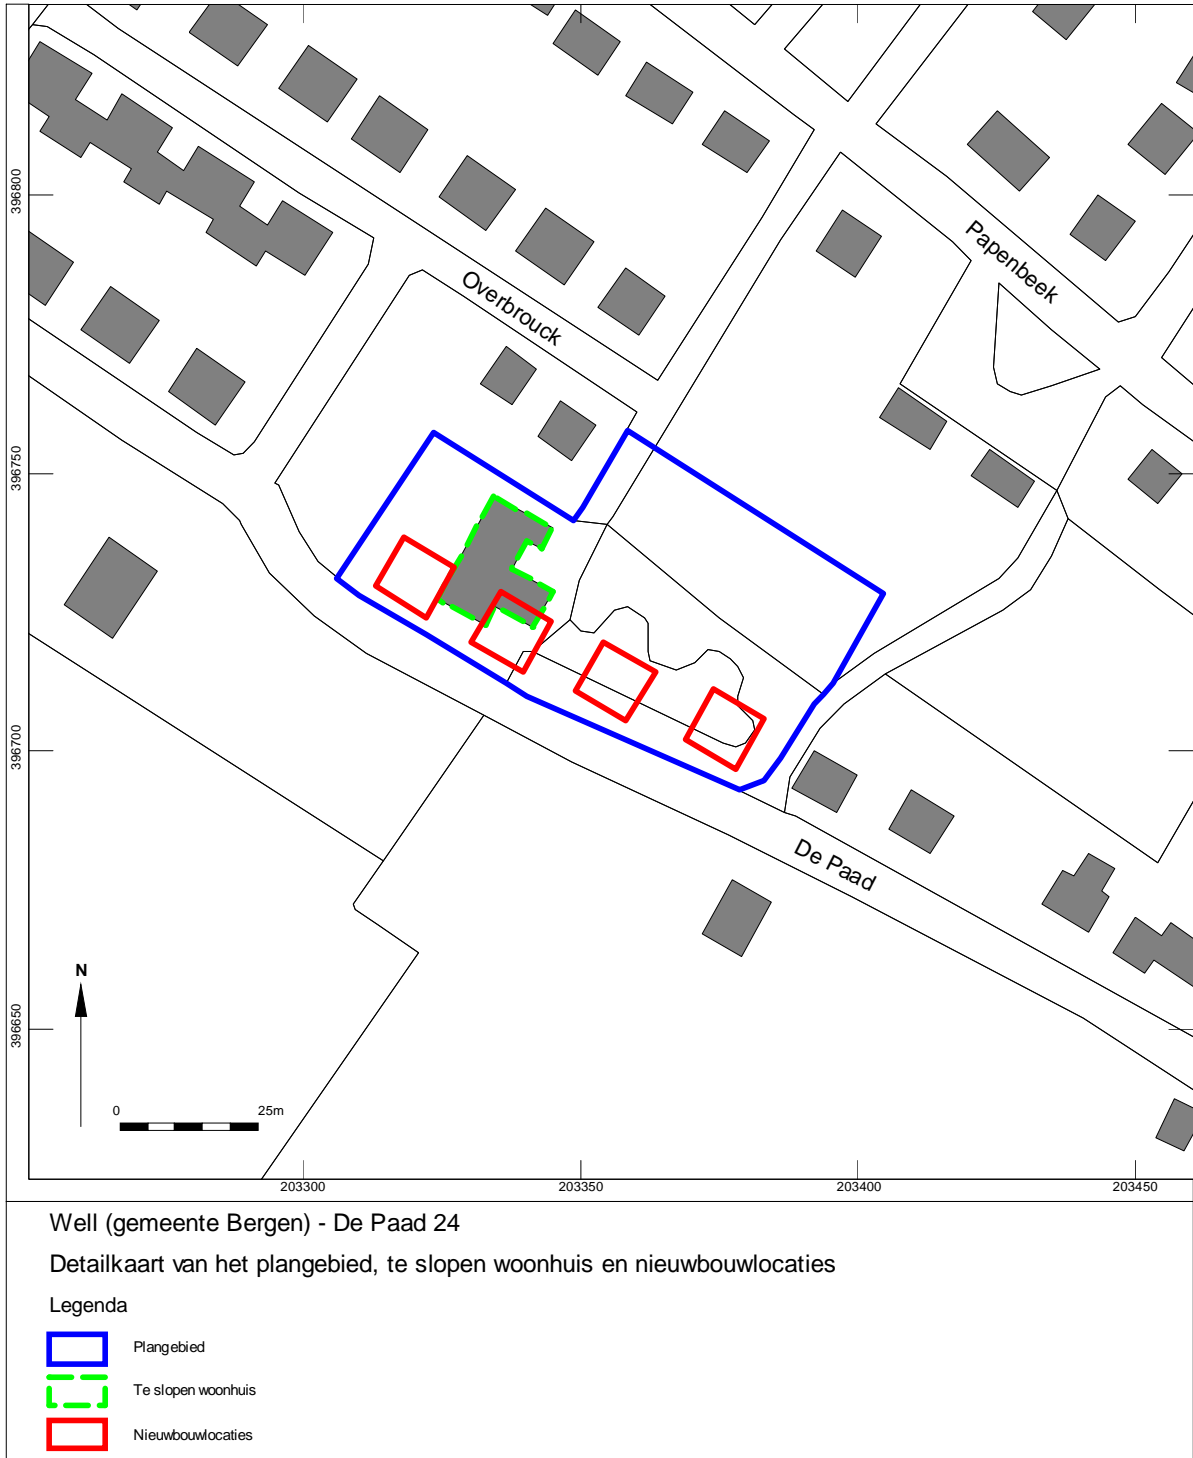 396800
396750
396700
396650
Overbrouck
Papenbeek
De Paad
N
0 25m
203300 203350 203400 203450
Well (gemeente Bergen) - De Paad 24
Detailkaart van het plangebied, te slopen woonhuis en nieuwbouwlocaties
Legenda
Plangebied
Te slopen woonhuis
Nieuwbouwlocaties